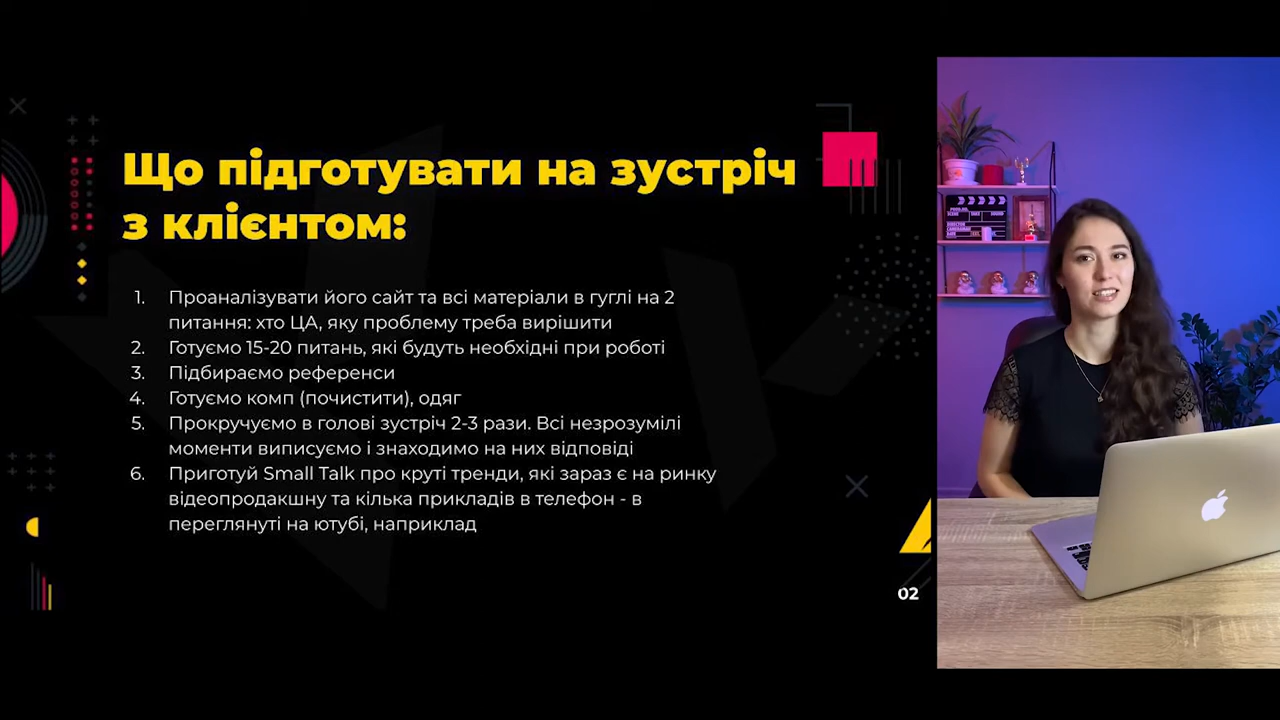 Що підготувати на зустріч
з клієнтом:
1. Проаналізувати його сайт та всі матеріали в гуглі на 2
питання: хто ЦА, яку проблему треба вирішити
2. Готуємо 15-20 питань, які будуть необхідні при роботі
3. Підбираємо референси
4. Готуємо комп (почистити), одяг
5. Прокручуємо в голові зустріч 2-3 рази. Всі незрозумілі
моменти виписуємо і знаходимо на них відповіді
6. Приготуй Small Talk про круті тренди, які зараз є на ринку
відеопродакшну та кілька прикладів в телефон - в
переглянуті на ютубі, наприклад
02